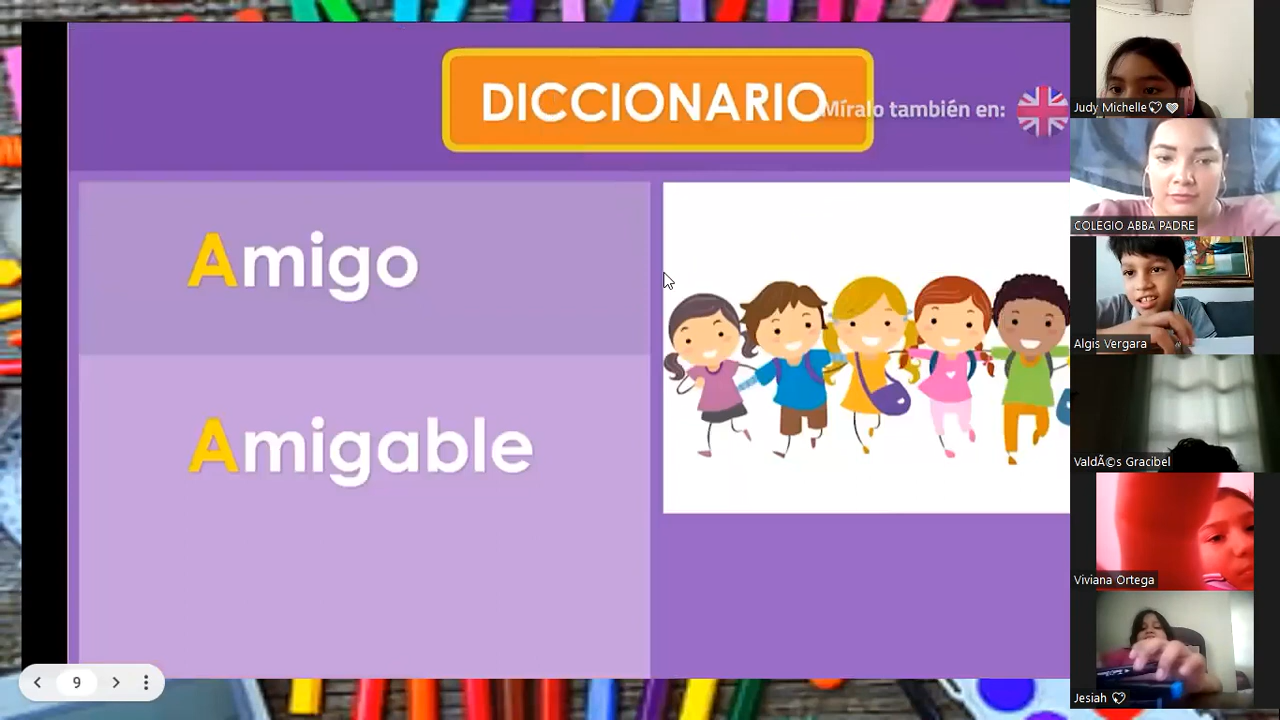 DICCIONARIO
Míralo también en:
Amigo
Amigable
9
Judy Michelle
COLEGIO ABBA PADRE
Algis Vergara
ValdÃ©s Gracibel
Viviana Ortega
Jesiah